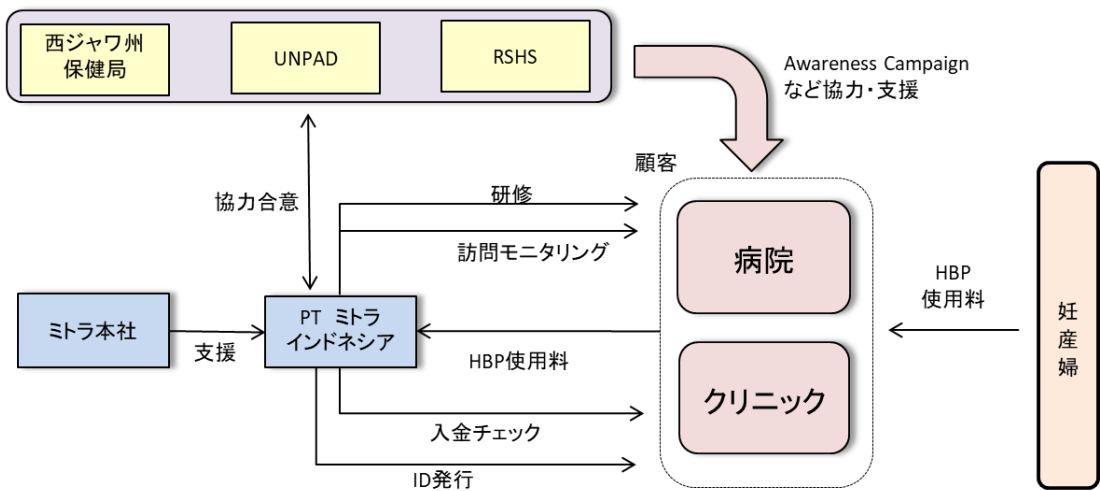 西ジャワ州
保健局
UNPAD
RSHS
Awareness Campaign
など協力・支援
顧客
協力合意
研修
訪問モニタリング
病院
HBP
使用料
妊産婦
ミトラ本社
支援
PT ミトラ
インドネシア
HBP使用料
クリニック
入金チェック
ID発行